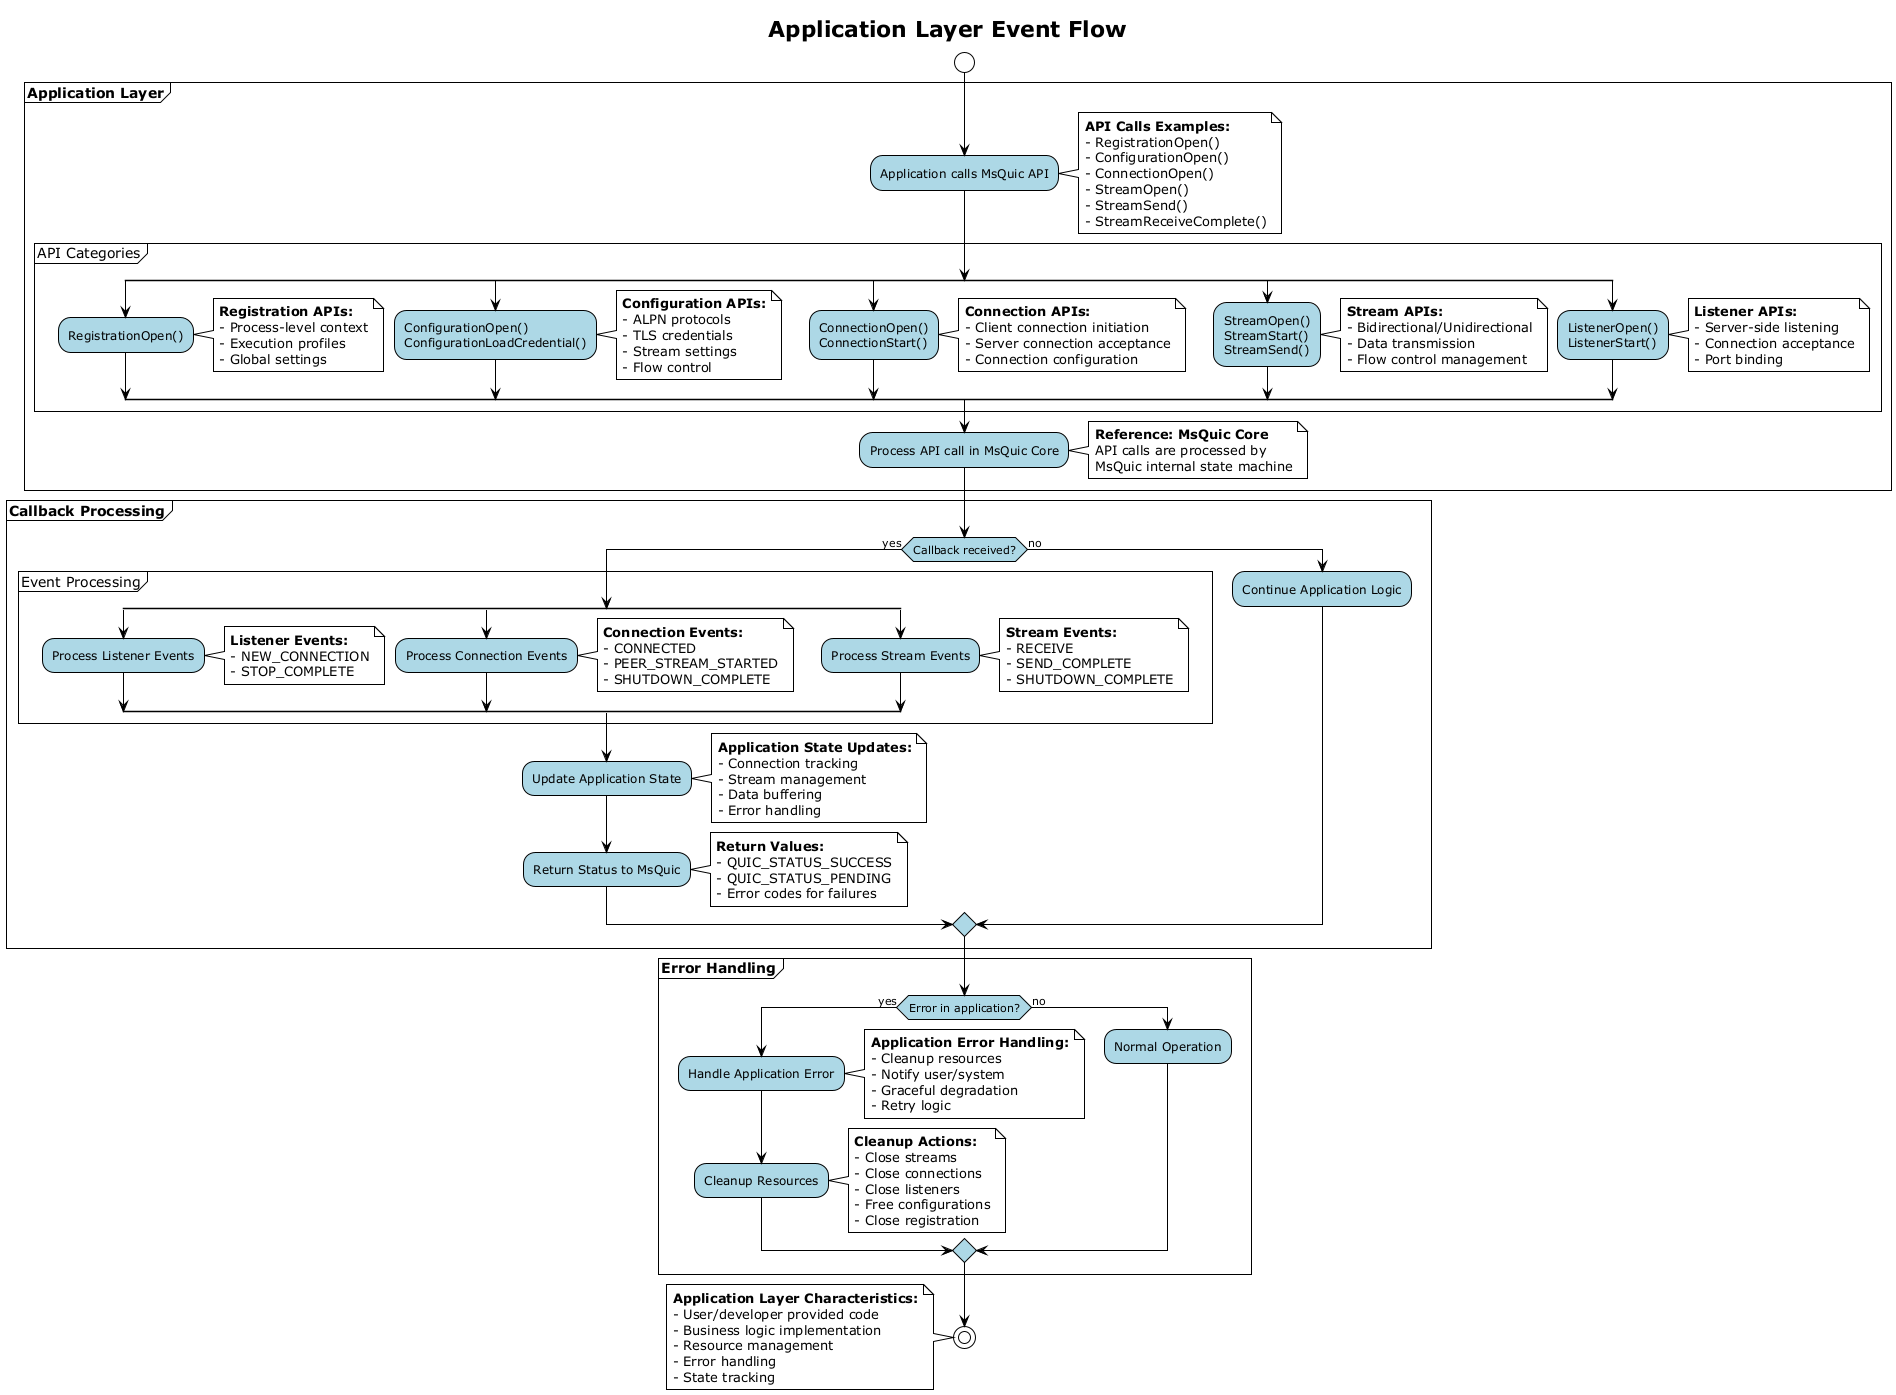 Application Layer Event Flow
Application Layer
API Calls Examples:
- RegistrationOpen()
- ConfigurationOpen()
- ConnectionOpen()
- StreamOpen()
- StreamSend()
- StreamReceiveComplete()
Application calls MsQuic API
API Categories
RegistrationOpen()
Registration APIs:
- Process-level context
- Execution profiles
- Global settings
ConfigurationOpen()
ConfigurationLoadCredential()
Configuration APIs:
- ALPN protocols
- TLS credentials
- Stream settings
- Flow control
ConnectionOpen()
ConnectionStart()
Connection APIs:
- Client connection initiation
- Server connection acceptance
- Connection configuration
StreamOpen()
StreamStart()
StreamSend()
Stream APIs:
- Bidirectional/Unidirectional
- Data transmission
- Flow control management
ListenerOpen()
ListenerStart()
Listener APIs:
- Server-side listening
- Connection acceptance
- Port binding
Process API call in MsQuic Core
Reference: MsQuic Core
API calls are processed by
MsQuic internal state machine
Callback Processing
yes
Callback received?
no
Event Processing
Continue Application Logic
Process Listener Events
Listener Events:
- NEW_CONNECTION
- STOP_COMPLETE
Process Connection Events
Connection Events:
- CONNECTED
- PEER_STREAM_STARTED
- SHUTDOWN_COMPLETE
Process Stream Events
Stream Events:
- RECEIVE
- SEND_COMPLETE
- SHUTDOWN_COMPLETE
Update Application State
Application State Updates:
- Connection tracking
- Stream management
- Data buffering
- Error handling
Return Status to MsQuic
Return Values:
- QUIC_STATUS_SUCCESS
- QUIC_STATUS_PENDING
- Error codes for failures
Error Handling
yes
Error in application?
no
Handle Application Error
Application Error Handling:
- Cleanup resources
- Notify user/system
- Graceful degradation
- Retry logic
Normal Operation
Cleanup Resources
Cleanup Actions:
- Close streams
- Close connections
- Close listeners
- Free configurations
- Close registration
Application Layer Characteristics:
- User/developer provided code
- Business logic implementation
- Resource management
- Error handling
- State tracking